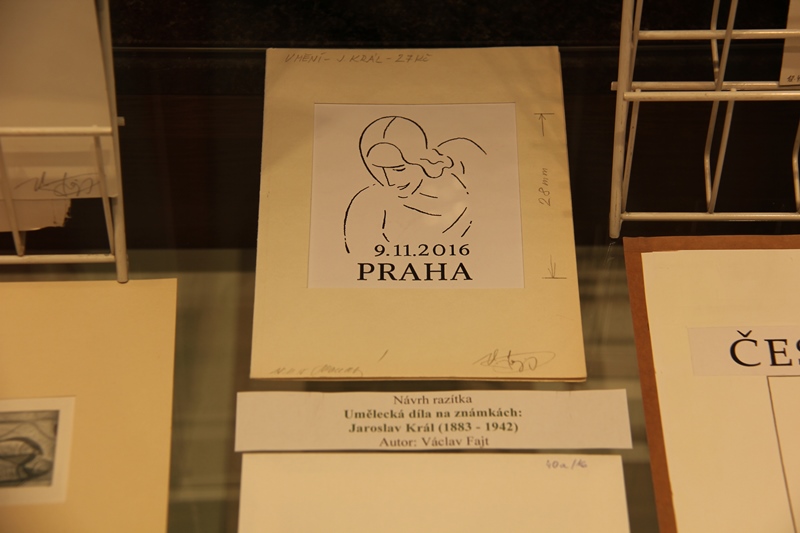 UMĚNÍ - J. KRÁL - 27 Kč
28 mm
9.11.2016
PRAHA
Návrh razítka
Umělecká díla na známkách:
Jaroslav Král (1883 - 1942)
Autor: Václav Fajt
ČES